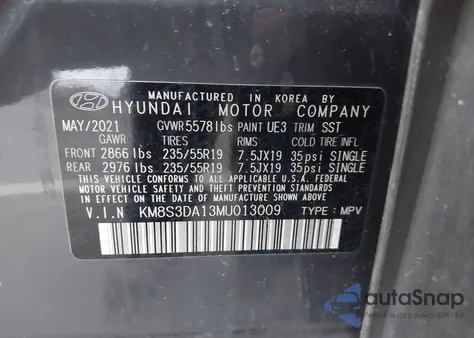 MANUFACTURED IN KOREA BY
HYUNDAI MOTOR COMPANY
MAY/2021 GVWR5578lbs PAINT UE3 TRIM SST
GAWR TIRES RIMS COLD TIRE INFL
FRONT 2866lbs 235/55R19 7.5JX19 35psi SINGLE
REAR 2976lbs 235/55R19 7.5JX19 35psi SINGLE
THIS VEHICLE CONFORMS TO ALL APPLICABLE U.S.A. FEDERAL
MOTOR VEHICLE SAFETY, BUMPER, AND THEFT PREVENTION
STANDARDS IN EFFECT ON THE DATE OF MANUFACTURE SHOWN ABOVE.
V.I.N KM8S3DA13MU013009 TYPE : MPV
autoSnap